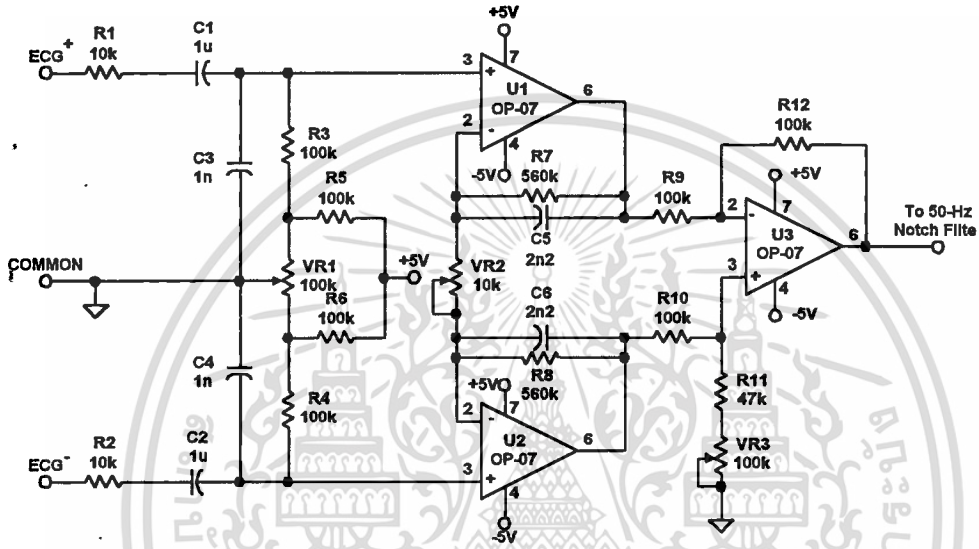 ECG+
R1
10k
C1
1u
C3
1n
R3
100k
R5
100k
+5V
COMMON
VR1
100k
R6
100k
C4
1n
R4
100k
ECG-
R2
10k
C2
1u
+5V
7
3
+
U1
6
OP-07
2
-
4
-5V
R7
560k
C5
2n2
VR2
10k
C6
2n2
R8
560k
+5V
7
2
-
U2
6
OP-07
3
+
4
-5V
R9
100k
R10
100k
R12
100k
+5V
7
2
-
U3
6
OP-07
3
+
4
-5V
R11
47k
VR3
100k
To 50-Hz
Notch Filte